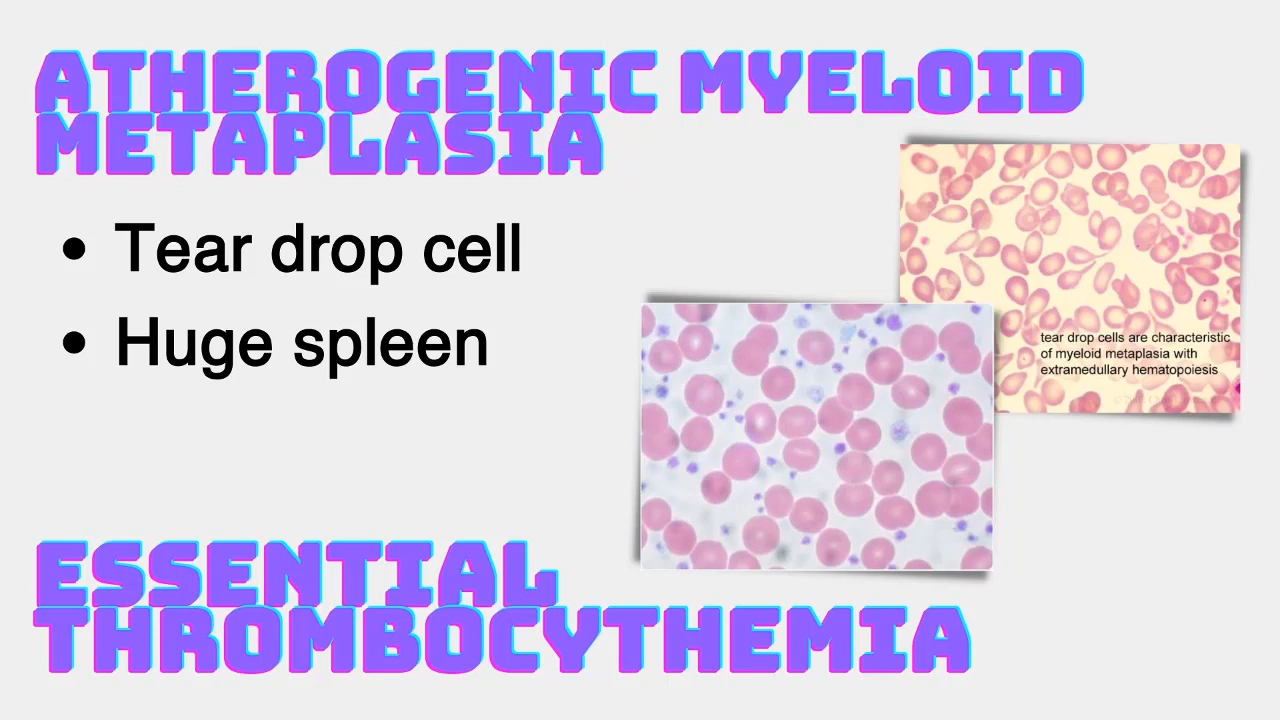 ATHEROGENIC MYELOID
METAPLASIA
• Tear drop cell
• Huge spleen
tear drop cells are characteristic
of myeloid metaplasia with
extramedullary hematopoiesis
ESSENTIAL
THROMBOCYTHEMIA